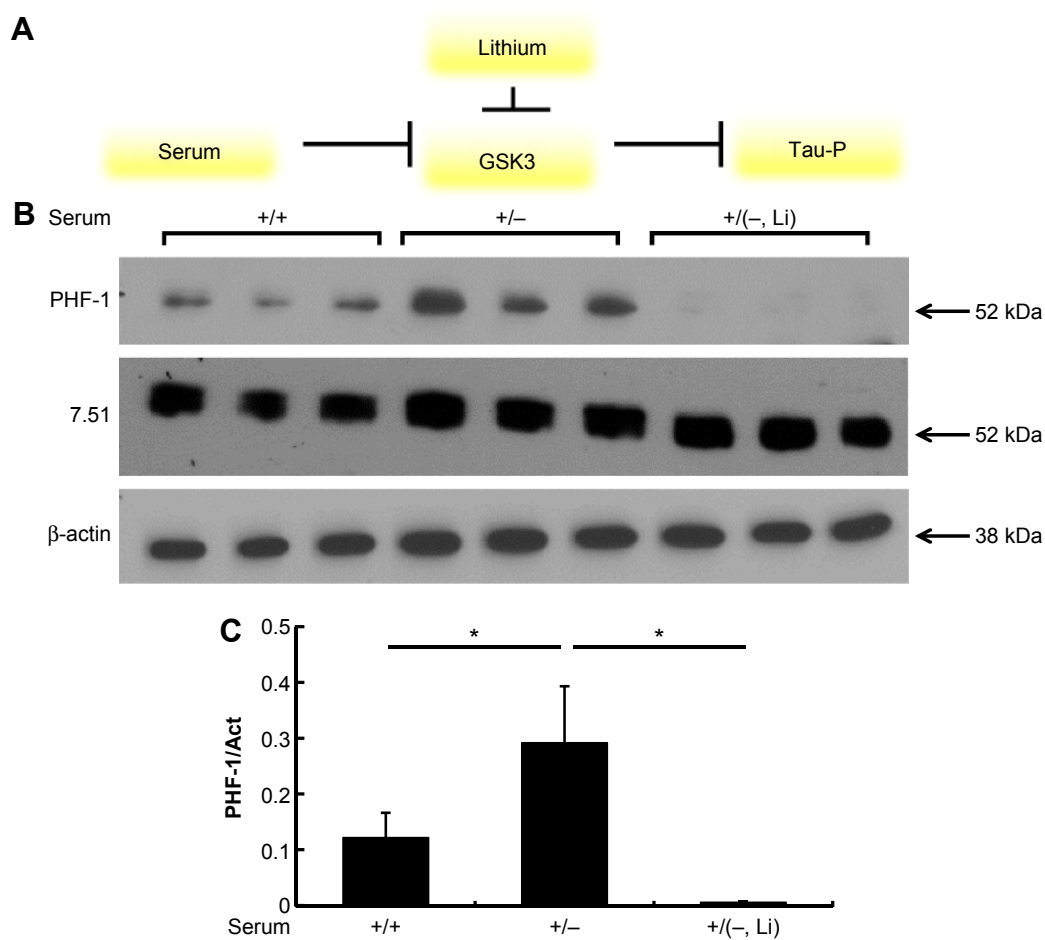 A
Lithium
Serum
GSK3
Tau-P
B Serum +/+ +/– +/(–, Li)
PHF-1
52 kDa
7.51
52 kDa
β-actin
38 kDa
C
0.5
* *
0.4
0.3
0.2
0.1
0
PHF-1/Act
Serum +/+ +/– +/(–, Li)